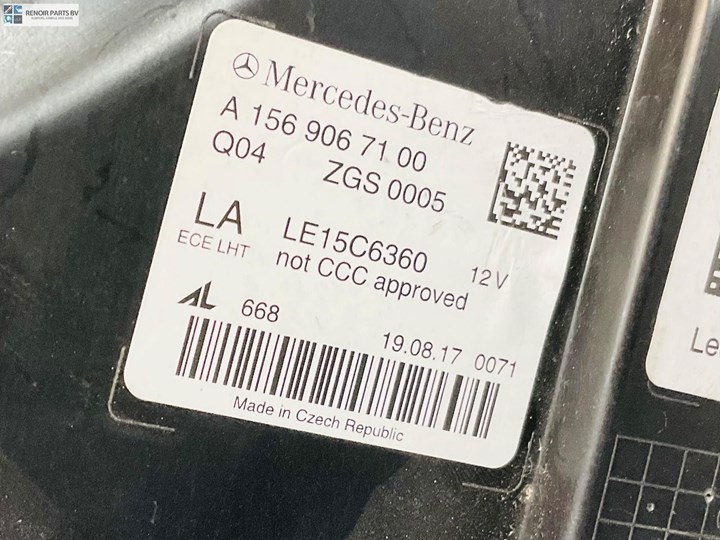 RENOIR PARTS BV
Mercedes-Benz
A 156 906 71 00
Q04 ZGS 0005
LA LE15C6360
ECE LHT not CCC approved 12V
AL 668 19.08.17 0071
Made in Czech Republic
Le